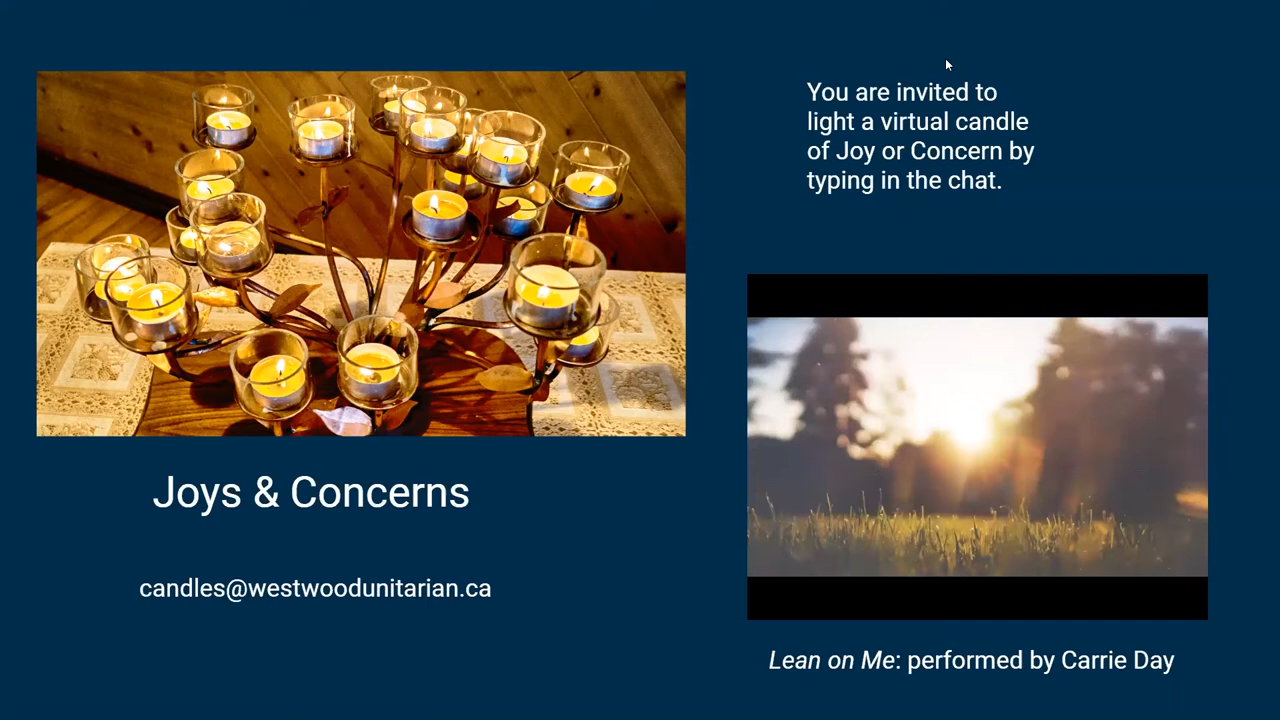 You are invited to
light a virtual candle
of Joy or Concern by
typing in the chat.
Joys & Concerns
candles@westwoodunitarian.ca
Lean on Me: performed by Carrie Day